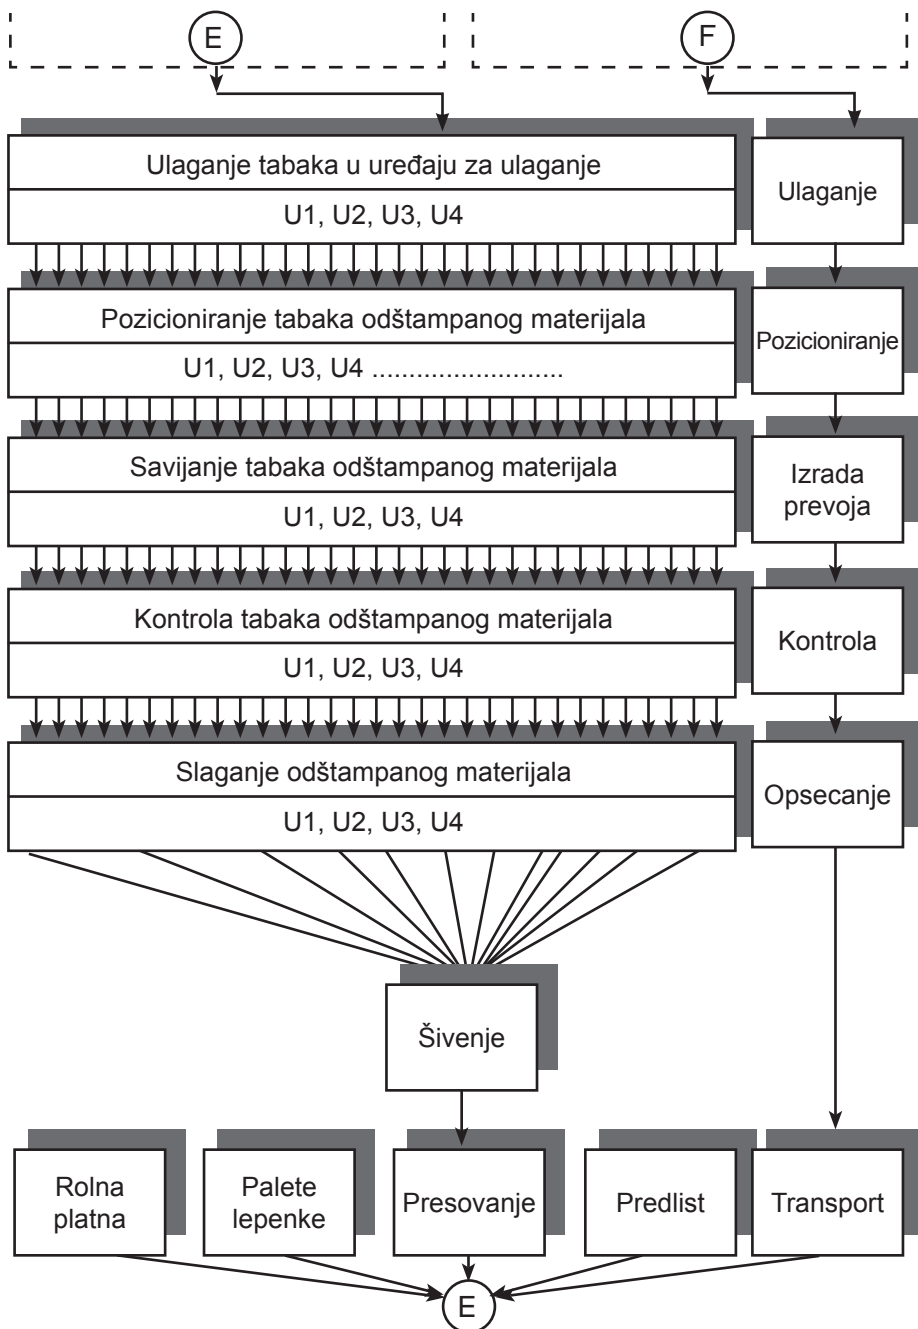 E
F
Ulaganje tabaka u uređaju za ulaganje
U1, U2, U3, U4
Ulaganje
Pozicioniranje tabaka odštampanog materijala
U1, U2, U3, U4 ..........................
Pozicioniranje
Savijanje tabaka odštampanog materijala
U1, U2, U3, U4
Izrada
prevoja
Kontrola tabaka odštampanog materijala
U1, U2, U3, U4
Kontrola
Slaganje odštampanog materijala
U1, U2, U3, U4
Opsecanje
Šivenje
Rolna
platna
Palete
lepenke
Presovanje
Predlist
Transport
E